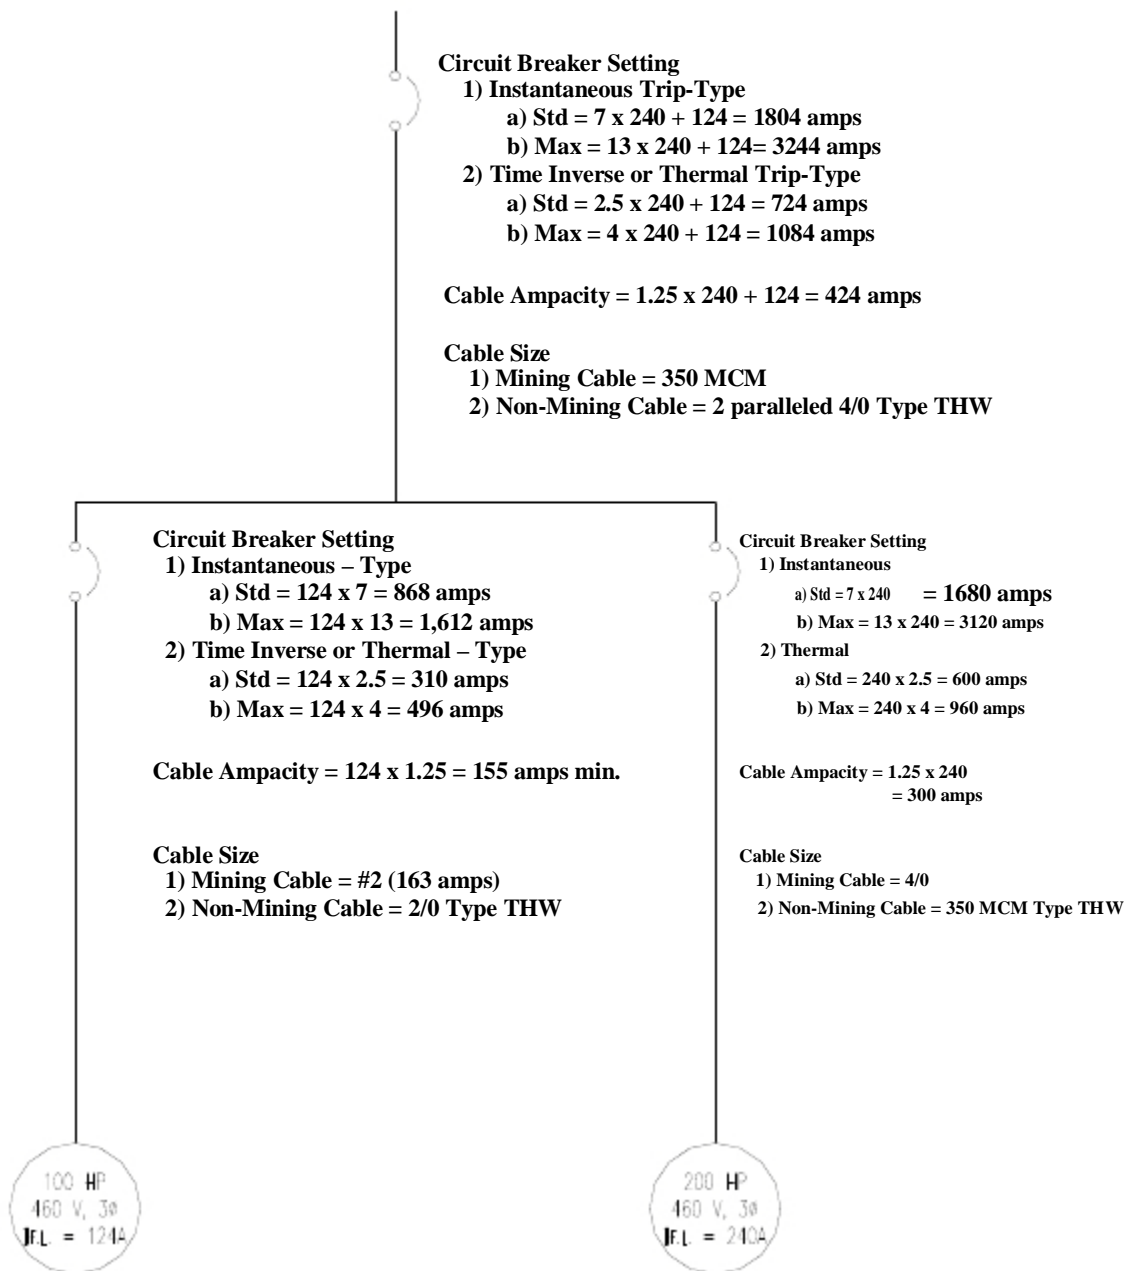 Circuit Breaker Setting
1) Instantaneous Trip-Type
a) Std = 7 x 240 + 124 = 1804 amps
b) Max = 13 x 240 + 124= 3244 amps
2) Time Inverse or Thermal Trip-Type
a) Std = 2.5 x 240 + 124 = 724 amps
b) Max = 4 x 240 + 124 = 1084 amps
Cable Ampacity = 1.25 x 240 + 124 = 424 amps
Cable Size
1) Mining Cable = 350 MCM
2) Non-Mining Cable = 2 paralleled 4/0 Type THW
Circuit Breaker Setting
1) Instantaneous – Type
a) Std = 124 x 7 = 868 amps
b) Max = 124 x 13 = 1,612 amps
2) Time Inverse or Thermal – Type
a) Std = 124 x 2.5 = 310 amps
b) Max = 124 x 4 = 496 amps
Cable Ampacity = 124 x 1.25 = 155 amps min.
Cable Size
1) Mining Cable = #2 (163 amps)
2) Non-Mining Cable = 2/0 Type THW
100 HP
460 V, 3ø
IF.L. = 124A
Circuit Breaker Setting
1) Instantaneous
a) Std = 7 x 240 = 1680 amps
b) Max = 13 x 240 = 3120 amps
2) Thermal
a) Std = 240 x 2.5 = 600 amps
b) Max = 240 x 4 = 960 amps
Cable Ampacity = 1.25 x 240
= 300 amps
Cable Size
1) Mining Cable = 4/0
2) Non-Mining Cable = 350 MCM Type THW
200 HP
460 V, 3ø
IF.L. = 240A